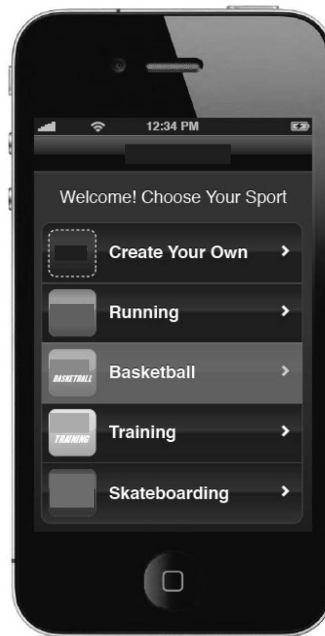 12:34 PM
Welcome! Choose Your Sport
Create Your Own
Running
BASKETBALL Basketball
TRAINING Training
Skateboarding